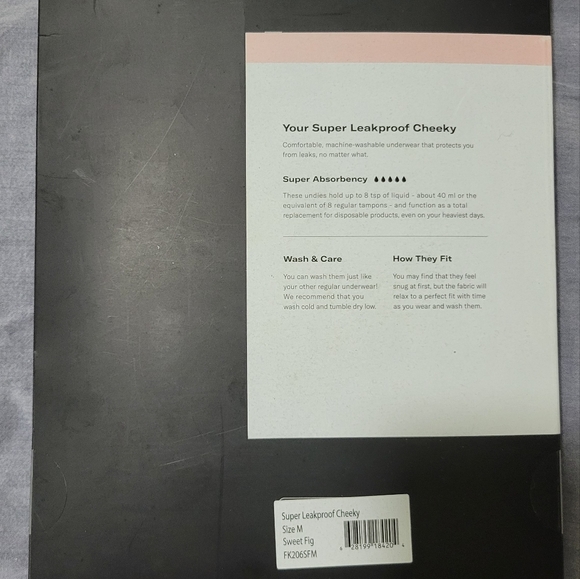 Your Super Leakproof Cheeky
Comfortable, machine-washable underwear that protects you
from leaks, no matter what.
Super Absorbency
These undies hold up to 8 tsp of liquid - about 40 ml or the
equivalent of 8 regular tampons - and function as a total
replacement for disposable products, even on your heaviest days.
Wash & Care
You can wash them just like
your other regular underwear!
We recommend that you
wash cold and tumble dry low.
How They Fit
You may find that they feel
snug at first, but the fabric will
relax to a perfect fit with time
as you wear and wash them.
Super Leakproof Cheeky
Size M
Sweet Fig
FK206SFM
28199 18420